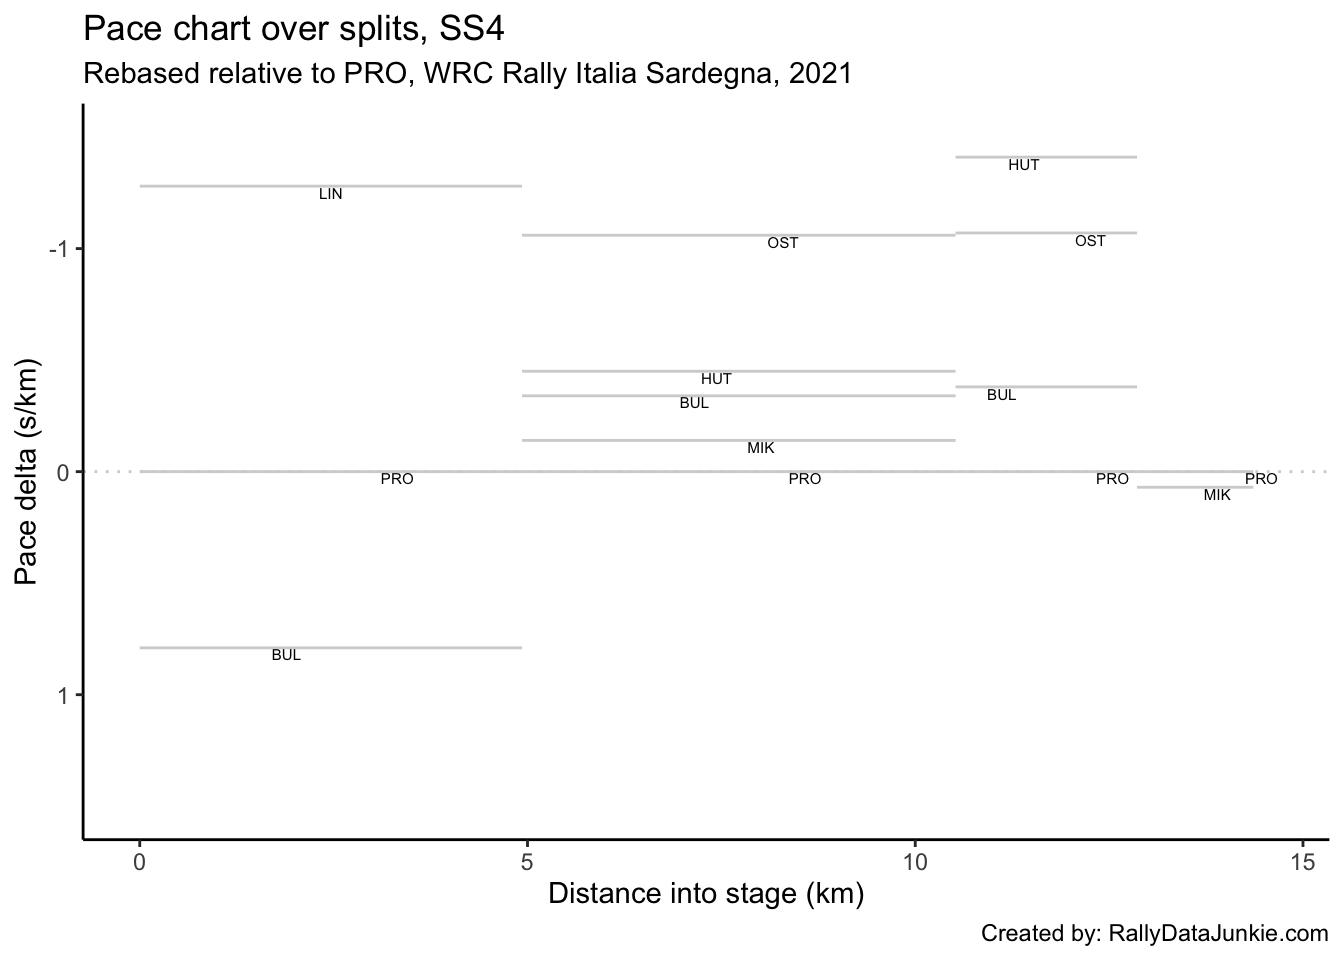 Pace chart over splits, SS4
Rebased relative to PRO, WRC Rally Italia Sardegna, 2021
HUT
LIN
OST
OST
-1
HUT
BUL
BUL
MIK
0
PRO
PRO
PRO
PRO
MIK
BUL
1
Pace delta (s/km)
0
5
10
15
Distance into stage (km)
Created by: RallyDataJunkie.com